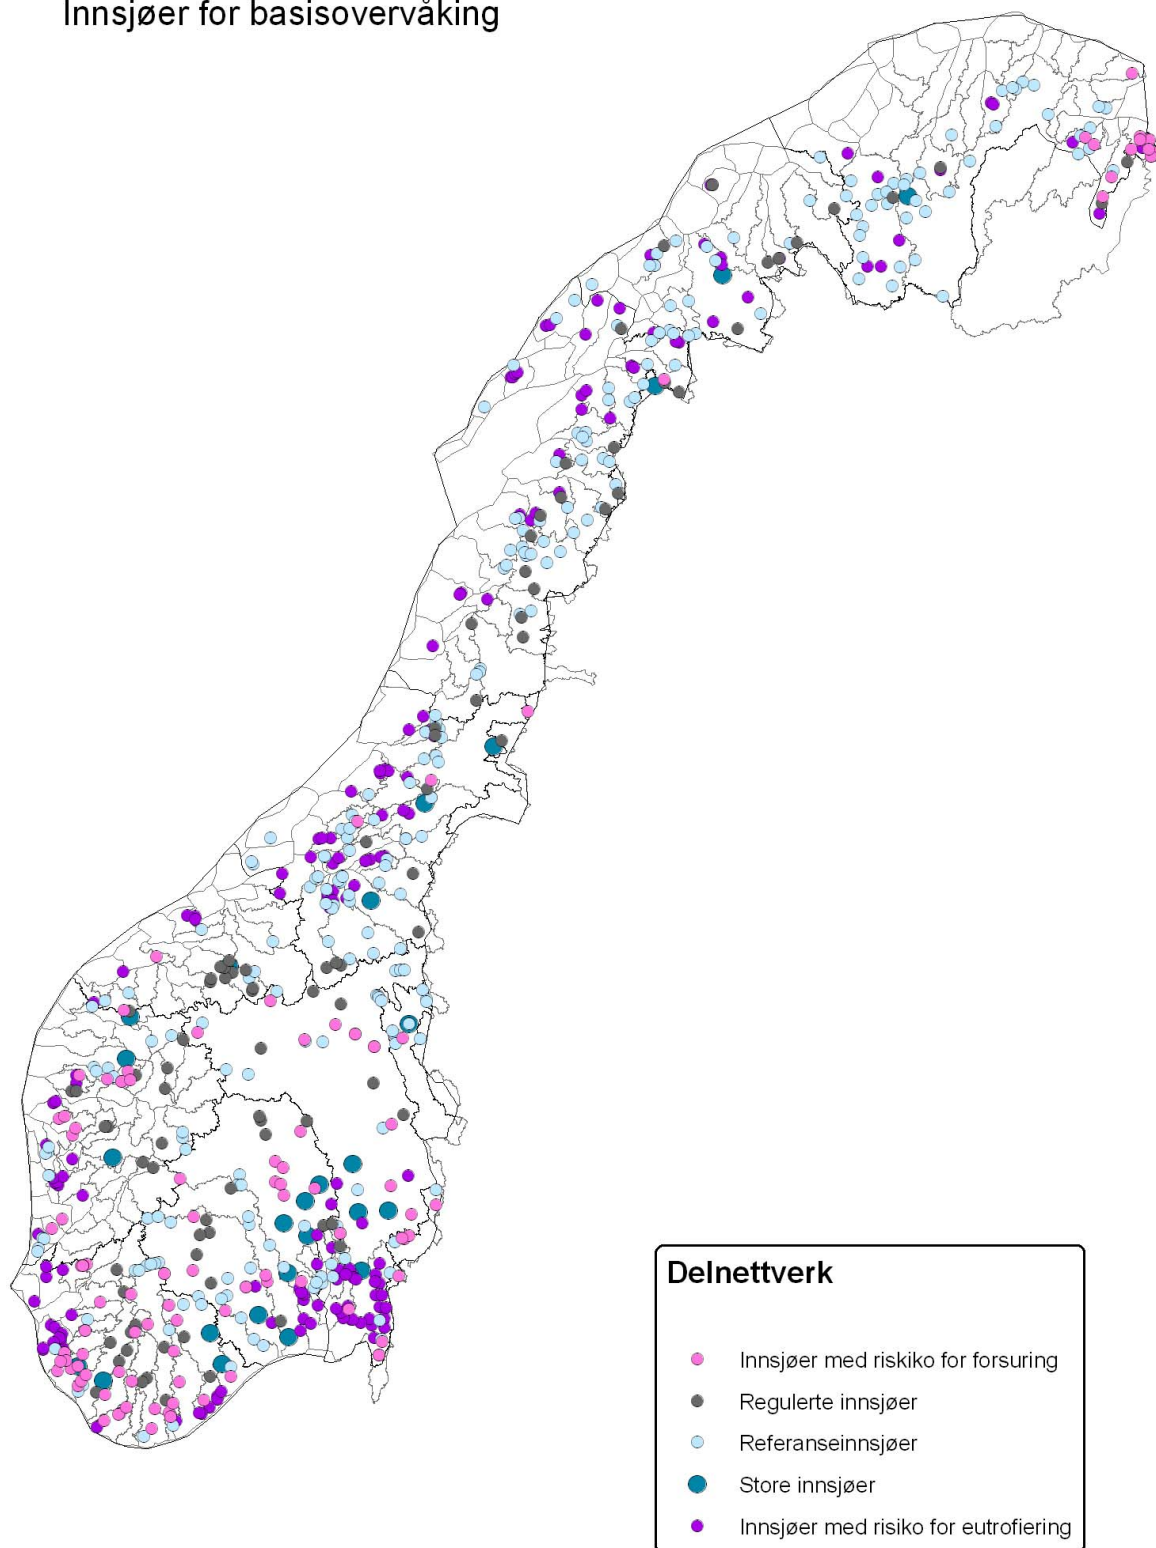 Innsjøer for basisovervåking
Delnettverk
Innsjøer med riskiko for forsuring
Regulerte innsjøer
Referanseinnsjøer
Store innsjøer
Innsjøer med risiko for eutrofiering